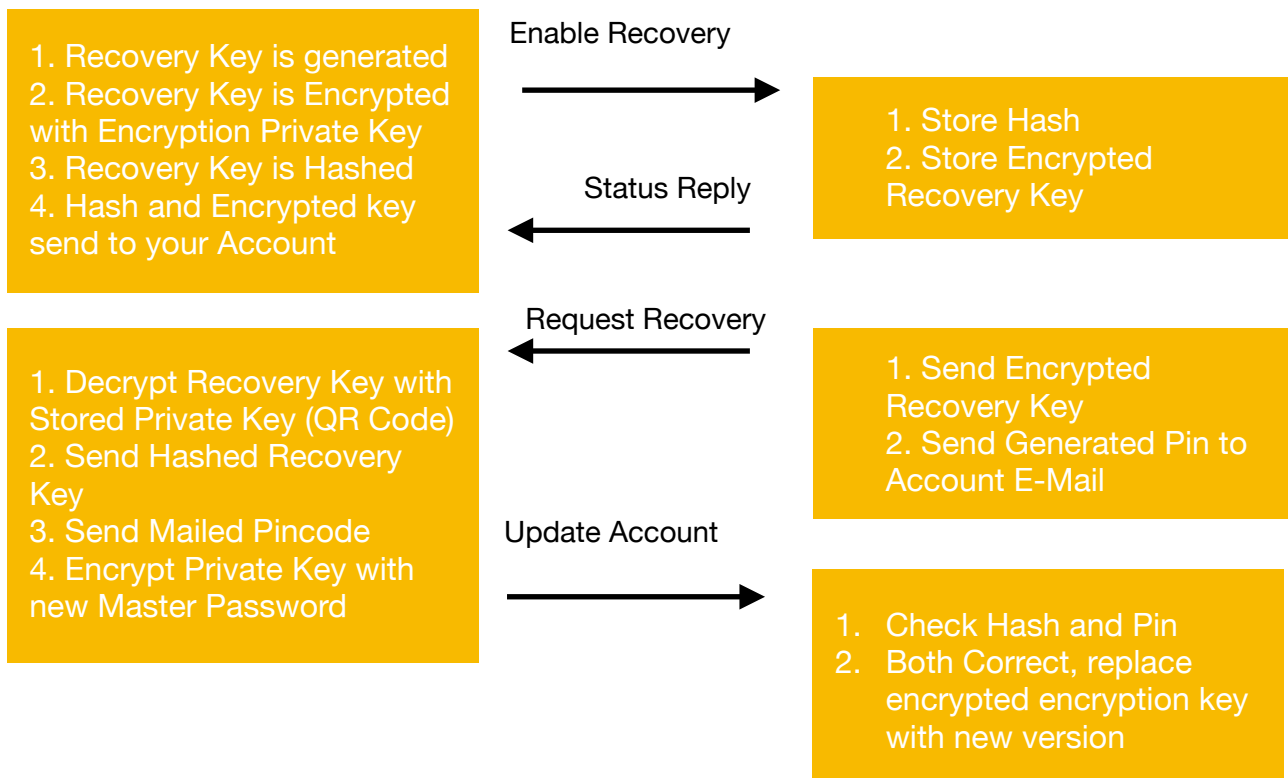 Enable Recovery
1. Recovery Key is generated
2. Recovery Key is Encrypted
with Encryption Private Key
3. Recovery Key is Hashed
4. Hash and Encrypted key
send to your Account
1. Store Hash
2. Store Encrypted
Recovery Key
Status Reply
Request Recovery
1. Send Encrypted
Recovery Key
2. Send Generated Pin to
Account E-Mail
1. Decrypt Recovery Key with
Stored Private Key (QR Code)
2. Send Hashed Recovery
Key
3. Send Mailed Pincode
4. Encrypt Private Key with
new Master Password
Update Account
1. Check Hash and Pin
2. Both Correct, replace
encrypted encryption key
with new version